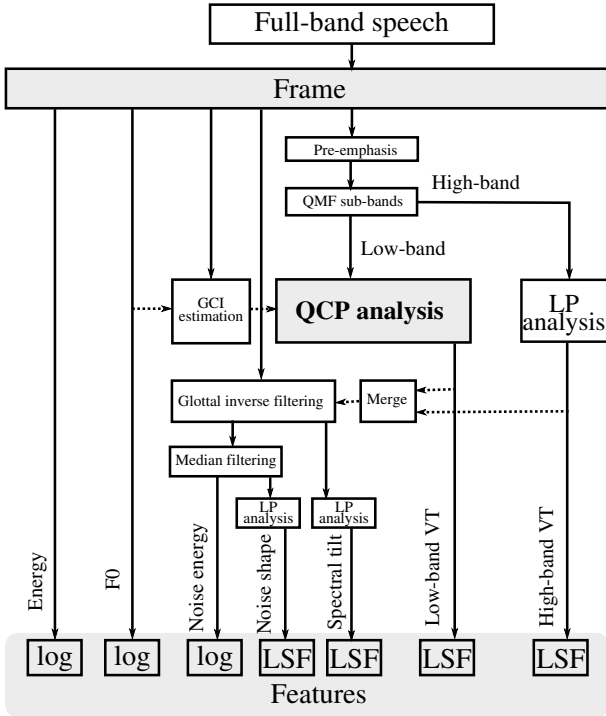 Full-band speech
Frame
Pre-emphasis
High-band
QMF sub-bands
Low-band
GCI
estimation
QCP analysis
LP
analysis
Glottal inverse filtering
Merge
Median filtering
LP
analysis
LP
analysis
Energy
F0
Noise energy
Noise shape
Spectral tilt
Low-band VT
High-band VT
log
log
log
LSF
LSF
LSF
LSF
Features